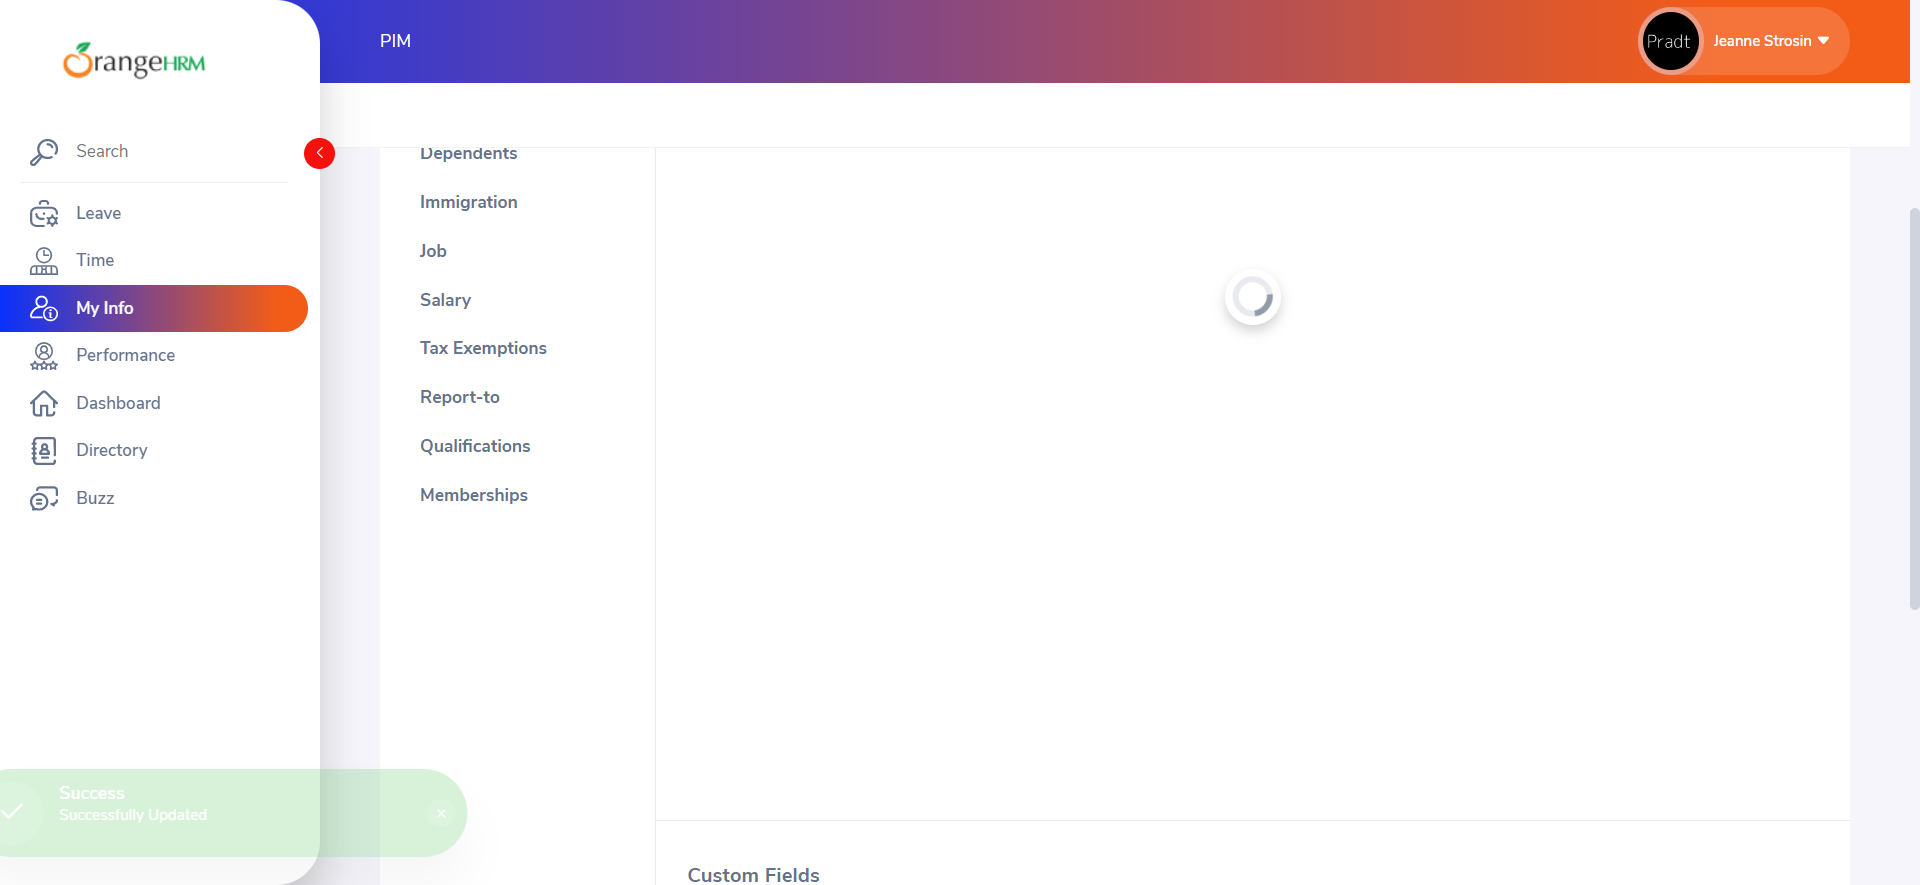 OrangeHRM
PIM
Pradt
Jeanne Strosin
Search
Leave
Time
My Info
Performance
Dashboard
Directory
Buzz
Dependents
Immigration
Job
Salary
Tax Exemptions
Report-to
Qualifications
Memberships
Success
Successfully Updated
Custom Fields